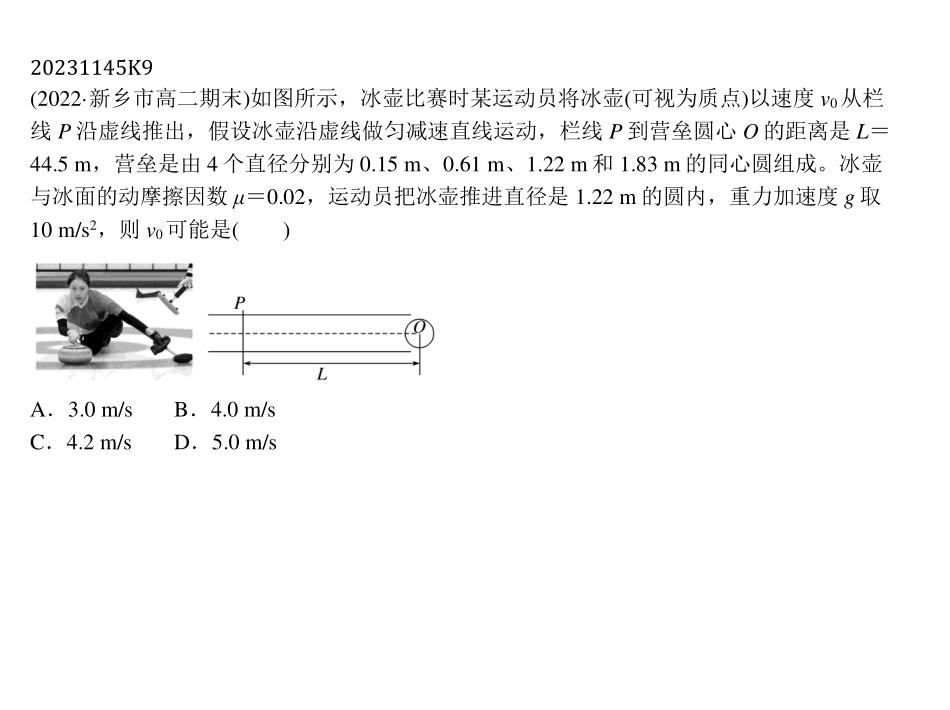 20231145K9
(2022·新乡市高二期末)如图所示，冰壶比赛时某运动员将冰壶(可视为质点)以速度 v₀从栏
线 P 沿虚线推出，假设冰壶沿虚线做匀减速直线运动，栏线 P 到营垒圆心 O 的距离是 L＝
44.5 m，营垒是由 4 个直径分别为 0.15 m、0.61 m、1.22 m 和 1.83 m 的同心圆组成。冰壶
与冰面的动摩擦因数 μ＝0.02，运动员把冰壶推进直径是 1.22 m 的圆内，重力加速度 g 取
10 m/s²，则 v₀可能是(　　)
P
O
L
A．3.0 m/s　　B．4.0 m/s
C．4.2 m/s　　D．5.0 m/s